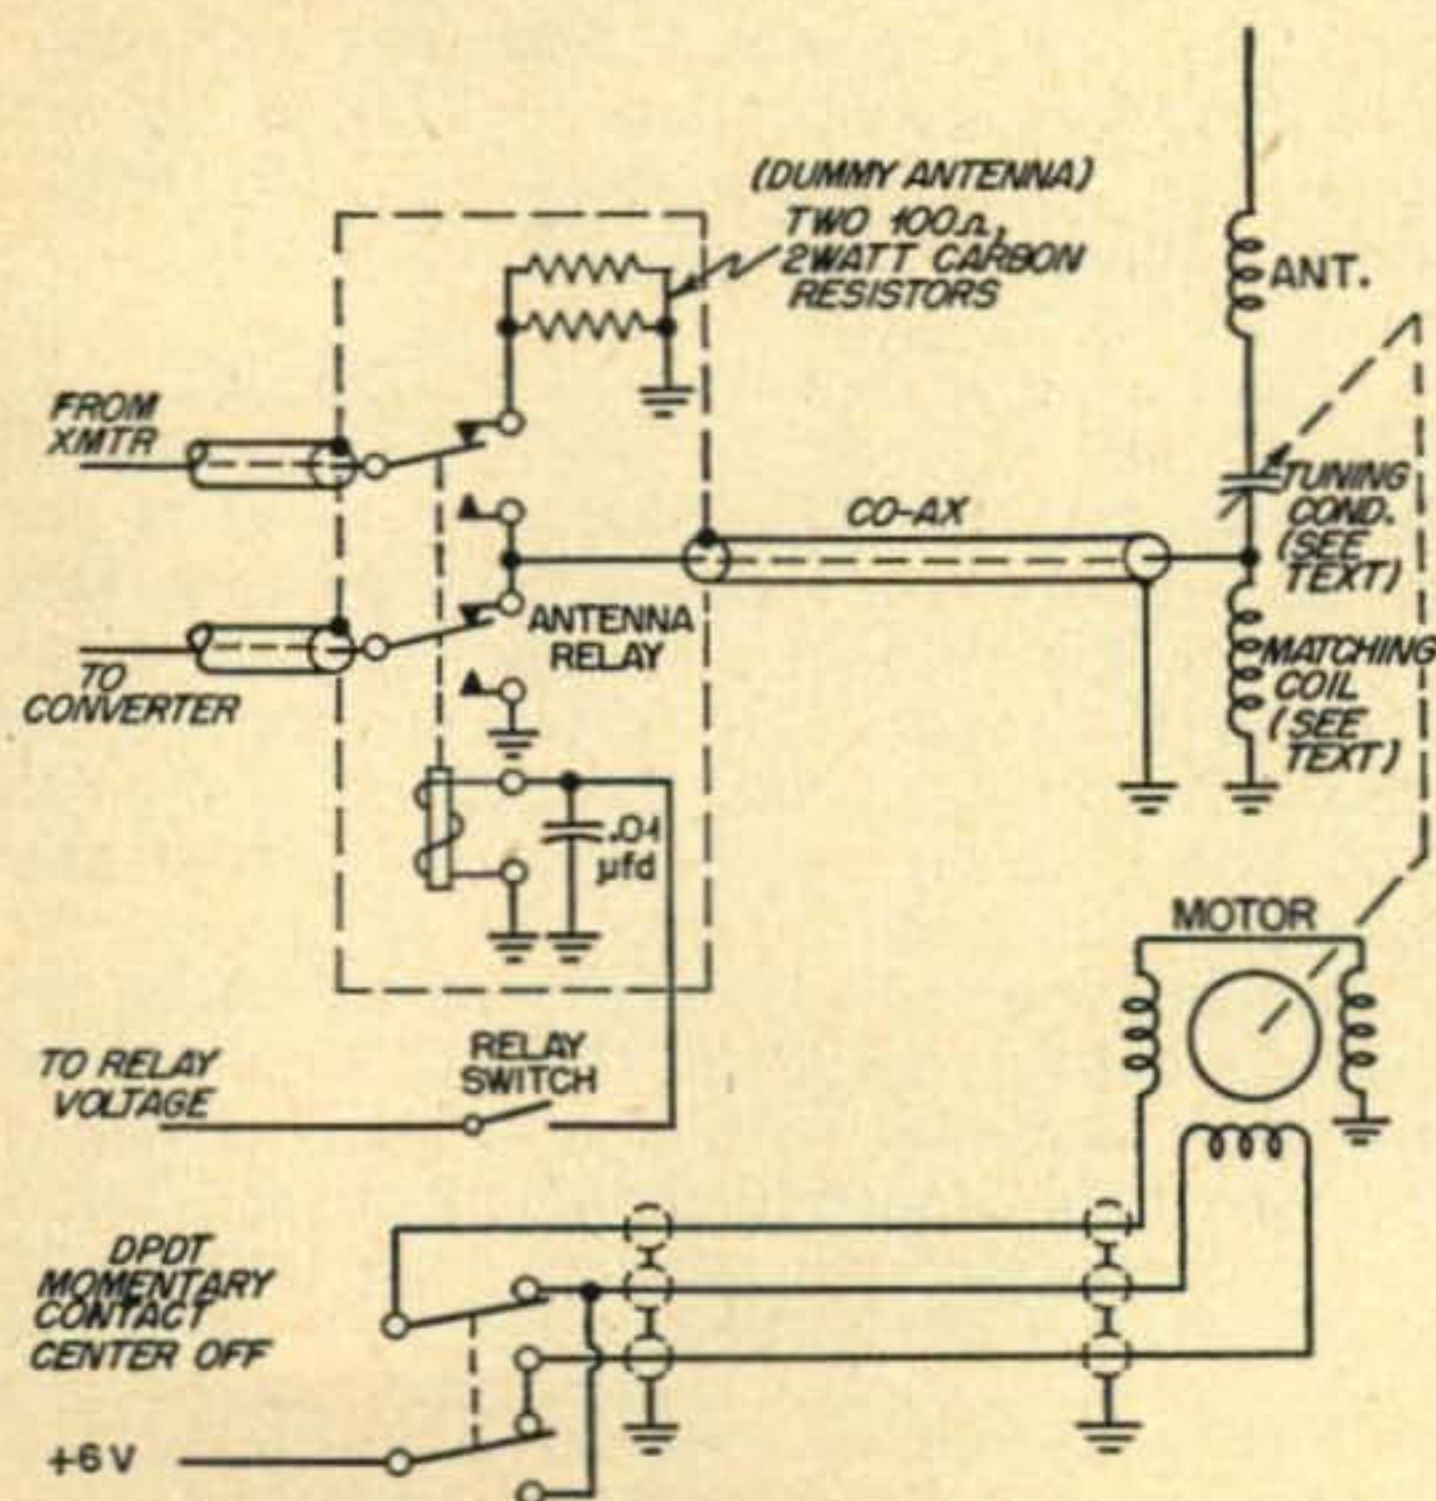 (DUMMY ANTENNA)
TWO 100Ω,
2WATT CARBON
RESISTORS
ANT.
FROM
XMTR
TUNING
COND.
(SEE
TEXT)
CO-AX
ANTENNA
RELAY
MATCHING
COIL
(SEE
TEXT)
TO
CONVERTER
.01
µfd
MOTOR
RELAY
SWITCH
TO RELAY
VOLTAGE
DPDT
MOMENTARY
CONTACT
CENTER OFF
+6V